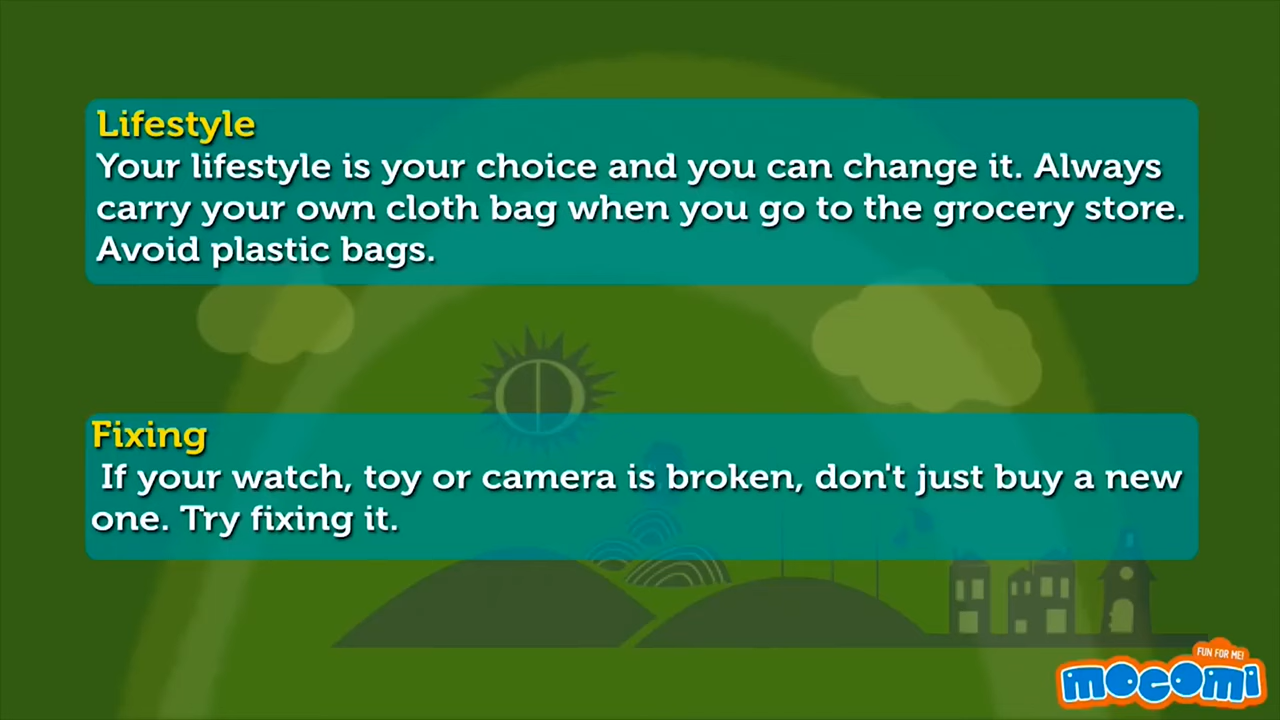 Lifestyle
Your lifestyle is your choice and you can change it. Always
carry your own cloth bag when you go to the grocery store.
Avoid plastic bags.
Fixing
If your watch, toy or camera is broken, don't just buy a new
one. Try fixing it.
FUN FOR ME!
mocomi